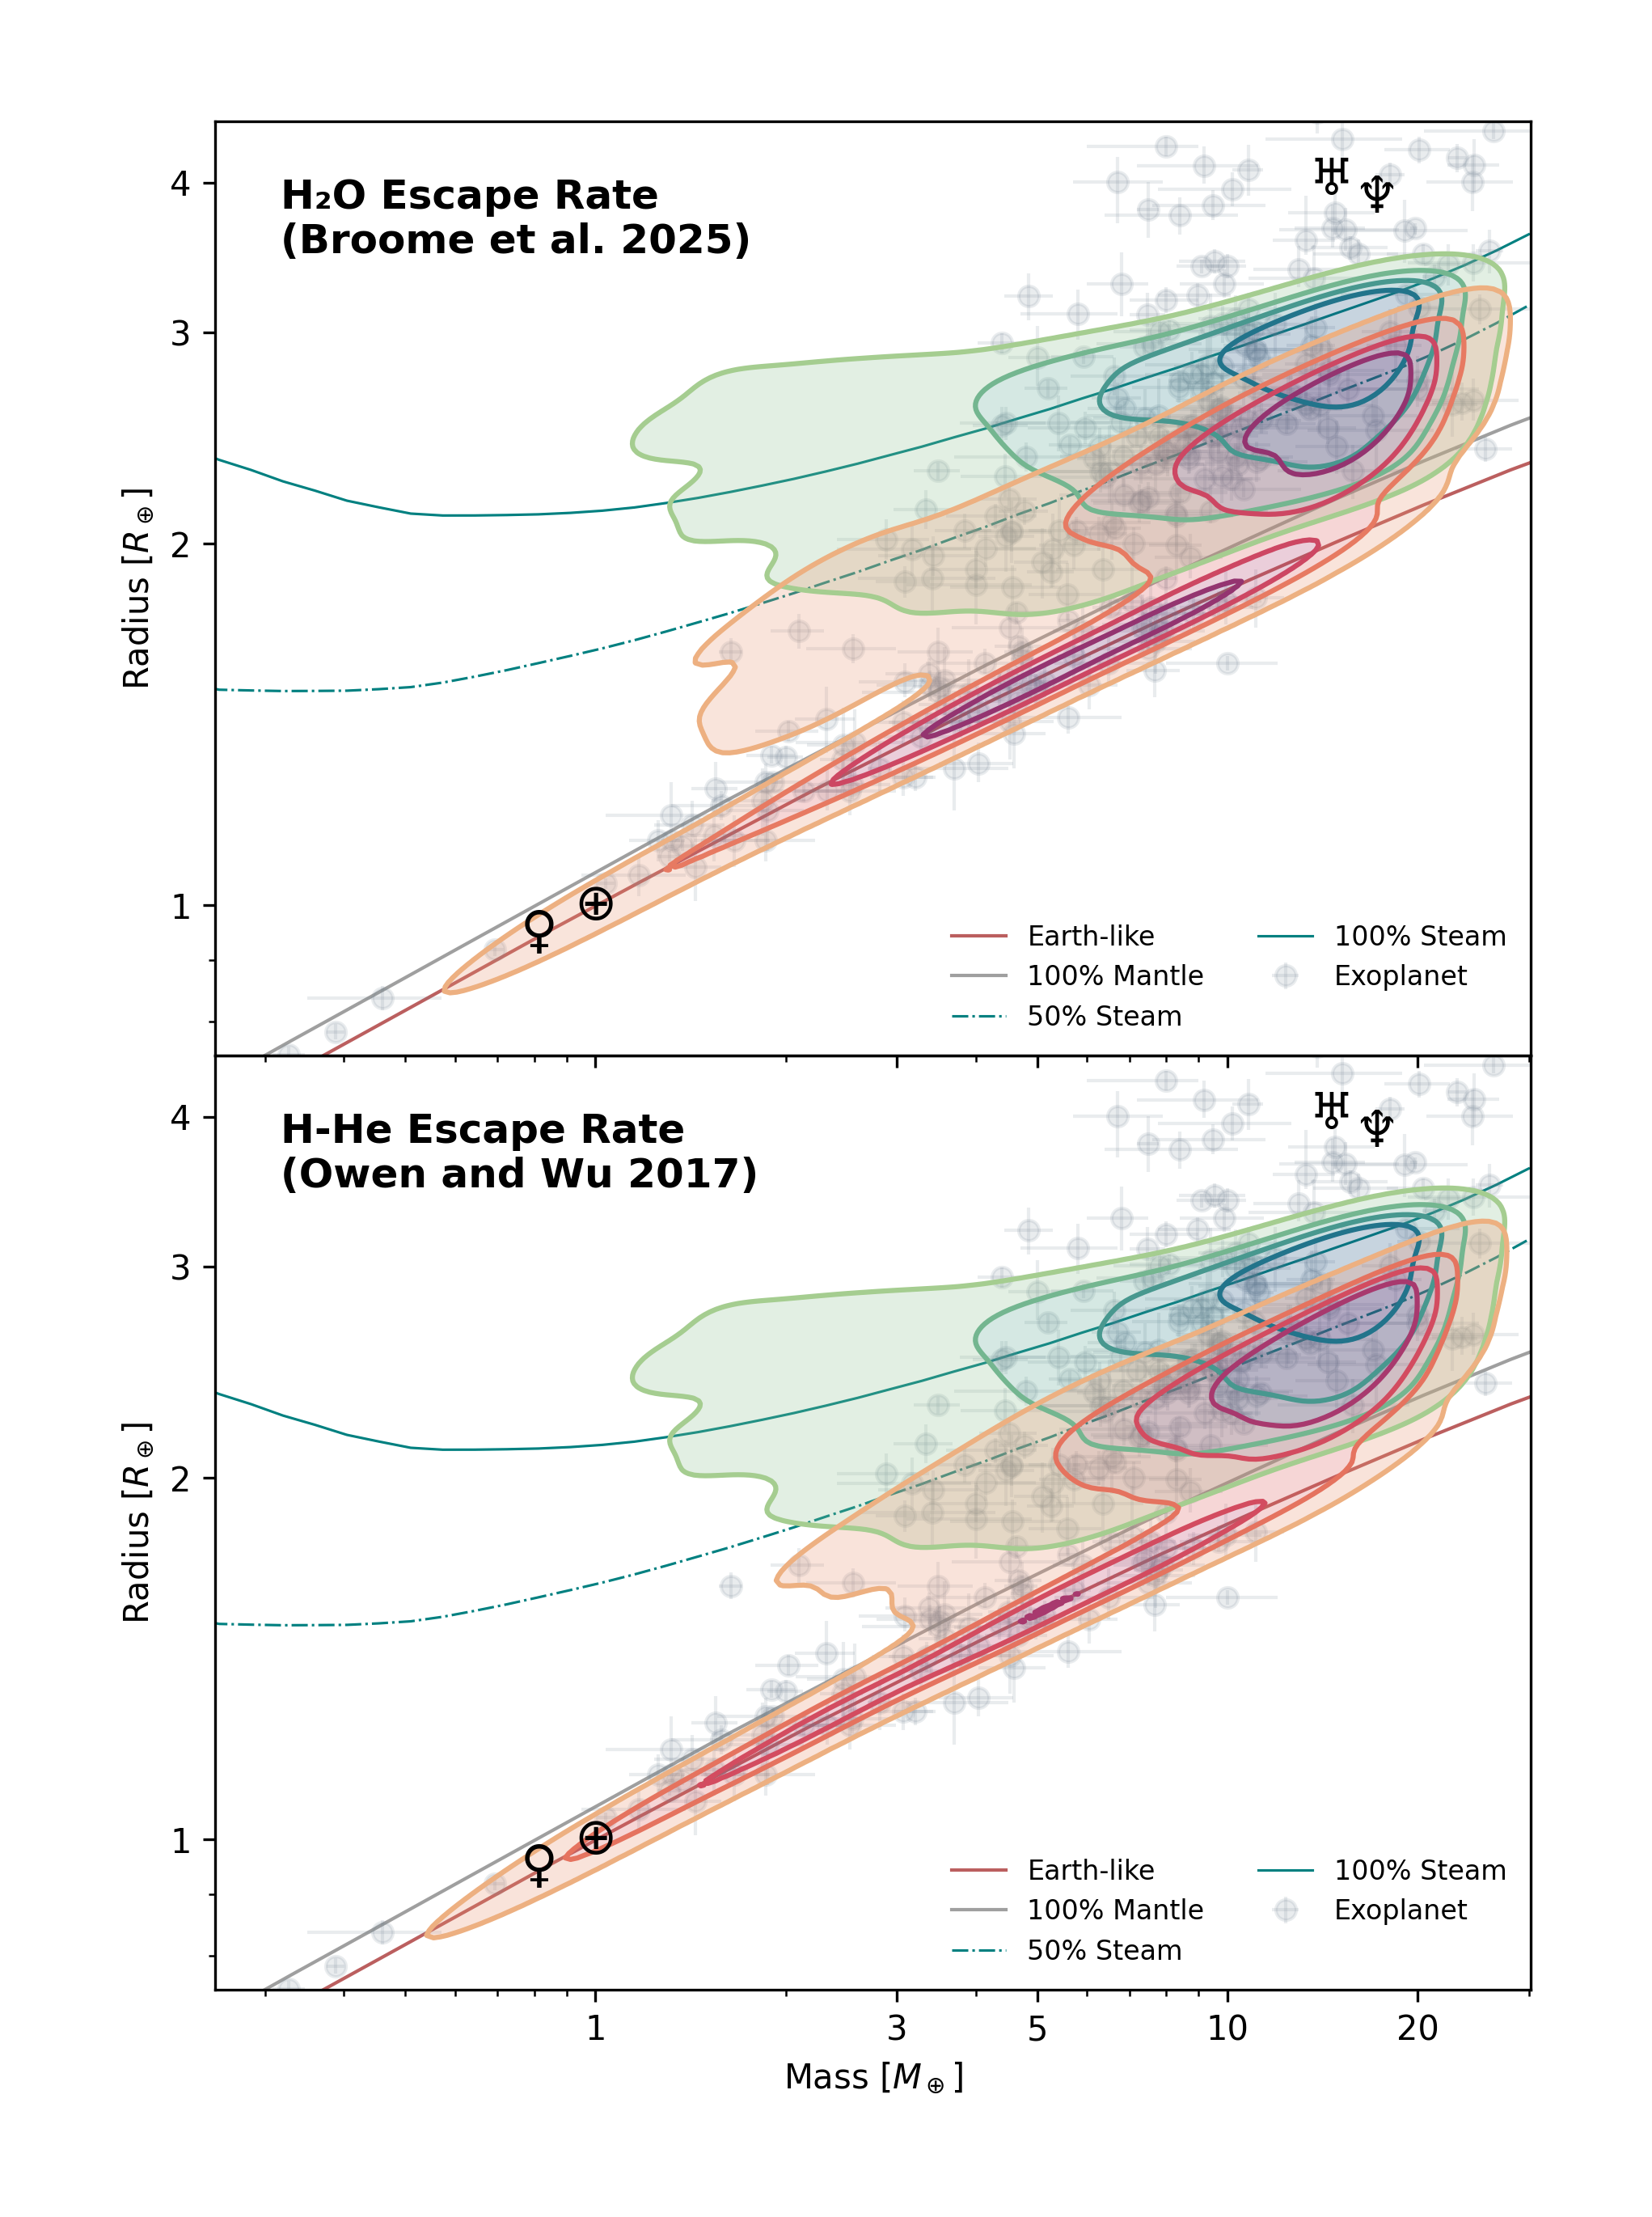 H₂O Escape Rate
(Broome et al. 2025)
4
3
2
1
Radius [R⊕]
♅ ♆
♀ ⊕
Earth-like
100% Mantle
50% Steam
100% Steam
Exoplanet
H-He Escape Rate
(Owen and Wu 2017)
4
3
2
1
Radius [R⊕]
♅ ♆
♀ ⊕
Earth-like
100% Mantle
50% Steam
100% Steam
Exoplanet
1 3 5 10 20
Mass [M⊕]